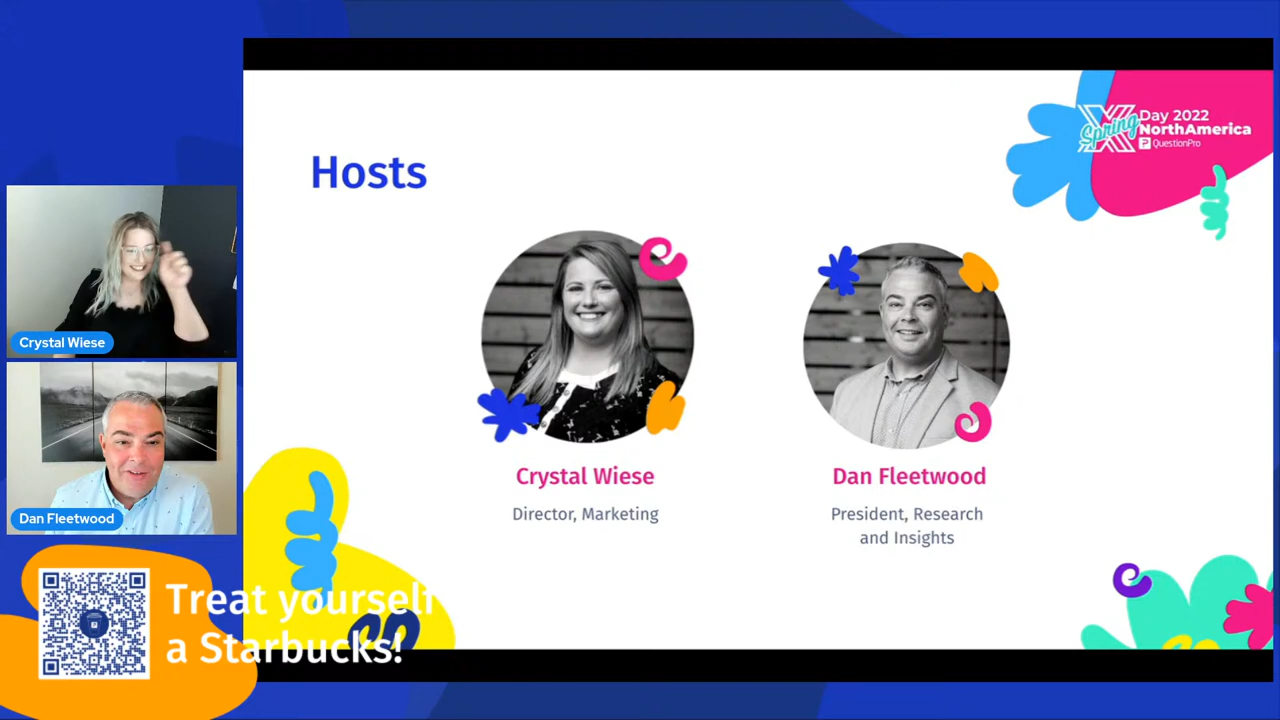 Day 2022
Spring
NorthAmerica
QuestionPro
Hosts
Crystal Wiese
Dan Fleetwood
Crystal Wiese
Director, Marketing
Dan Fleetwood
President, Research
and Insights
Treat yourself
a Starbucks!